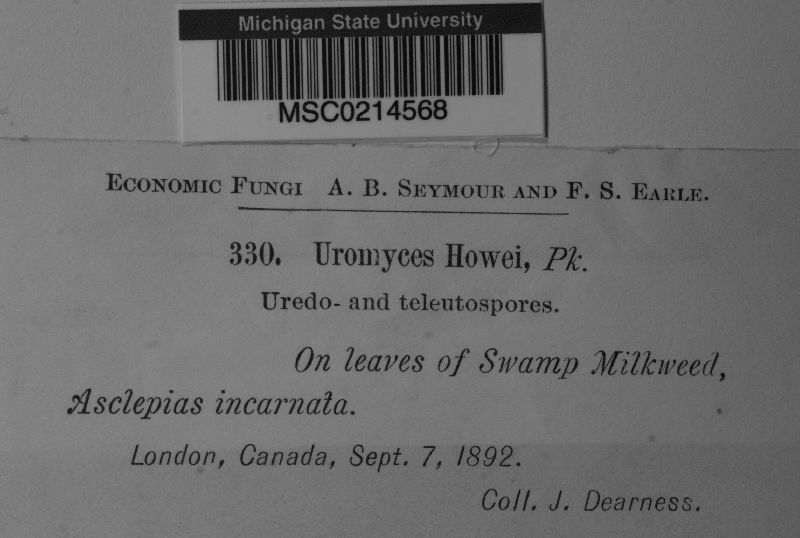 Michigan State University
MSC0214568
Economic Fungi A. B. Seymour and F. S. Earle.
330. Uromyces Howei, Pk.
Uredo- and teleutospores.
On leaves of Swamp Milkweed,
Asclepias incarnata.
London, Canada, Sept. 7, 1892.
Coll. J. Dearness.